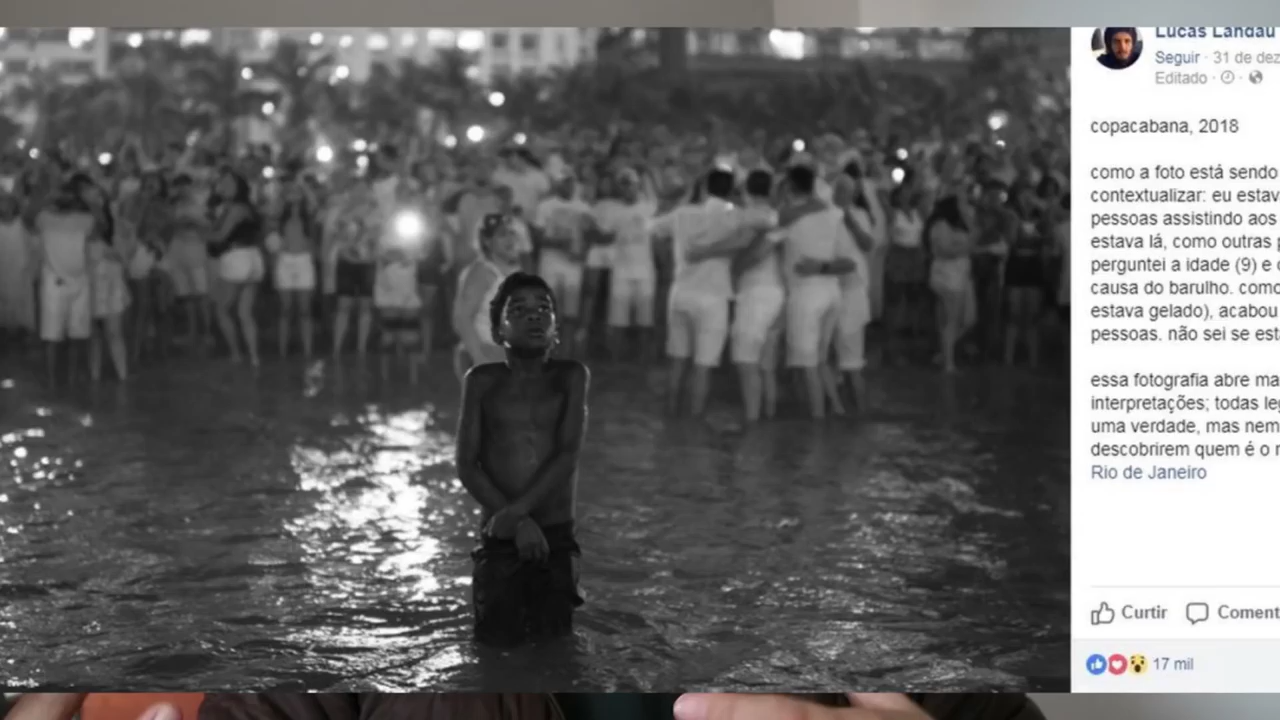 Lucas Landau
Seguir · 31 de dez
Editado ·
copacabana, 2018
como a foto está sendo
contextualizar: eu estav
pessoas assistindo aos
estava lá, como outras p
perguntei a idade (9) e o
causa do barulho. como
estava gelado), acabou
pessoas. não sei se esta
essa fotografia abre ma
interpretações; todas leg
uma verdade, mas nem
descobrirem quem é o m
Rio de Janeiro
Curtir Coment
17 mil